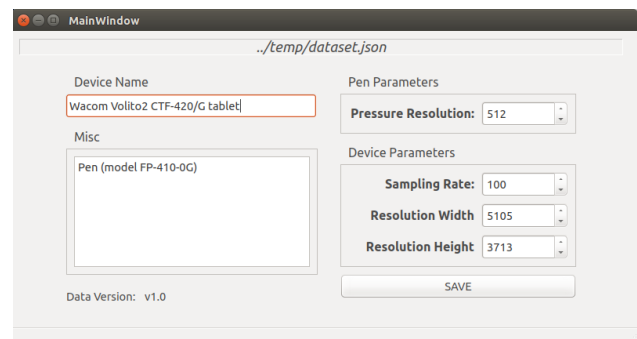 MainWindow
../temp/dataset.json
Device Name
Wacom Volito2 CTF-420/G tablet
Misc
Pen (model FP-410-0G)
Data Version: v1.0
Pen Parameters
Pressure Resolution: 512
Device Parameters
Sampling Rate: 100
Resolution Width 5105
Resolution Height 3713
SAVE